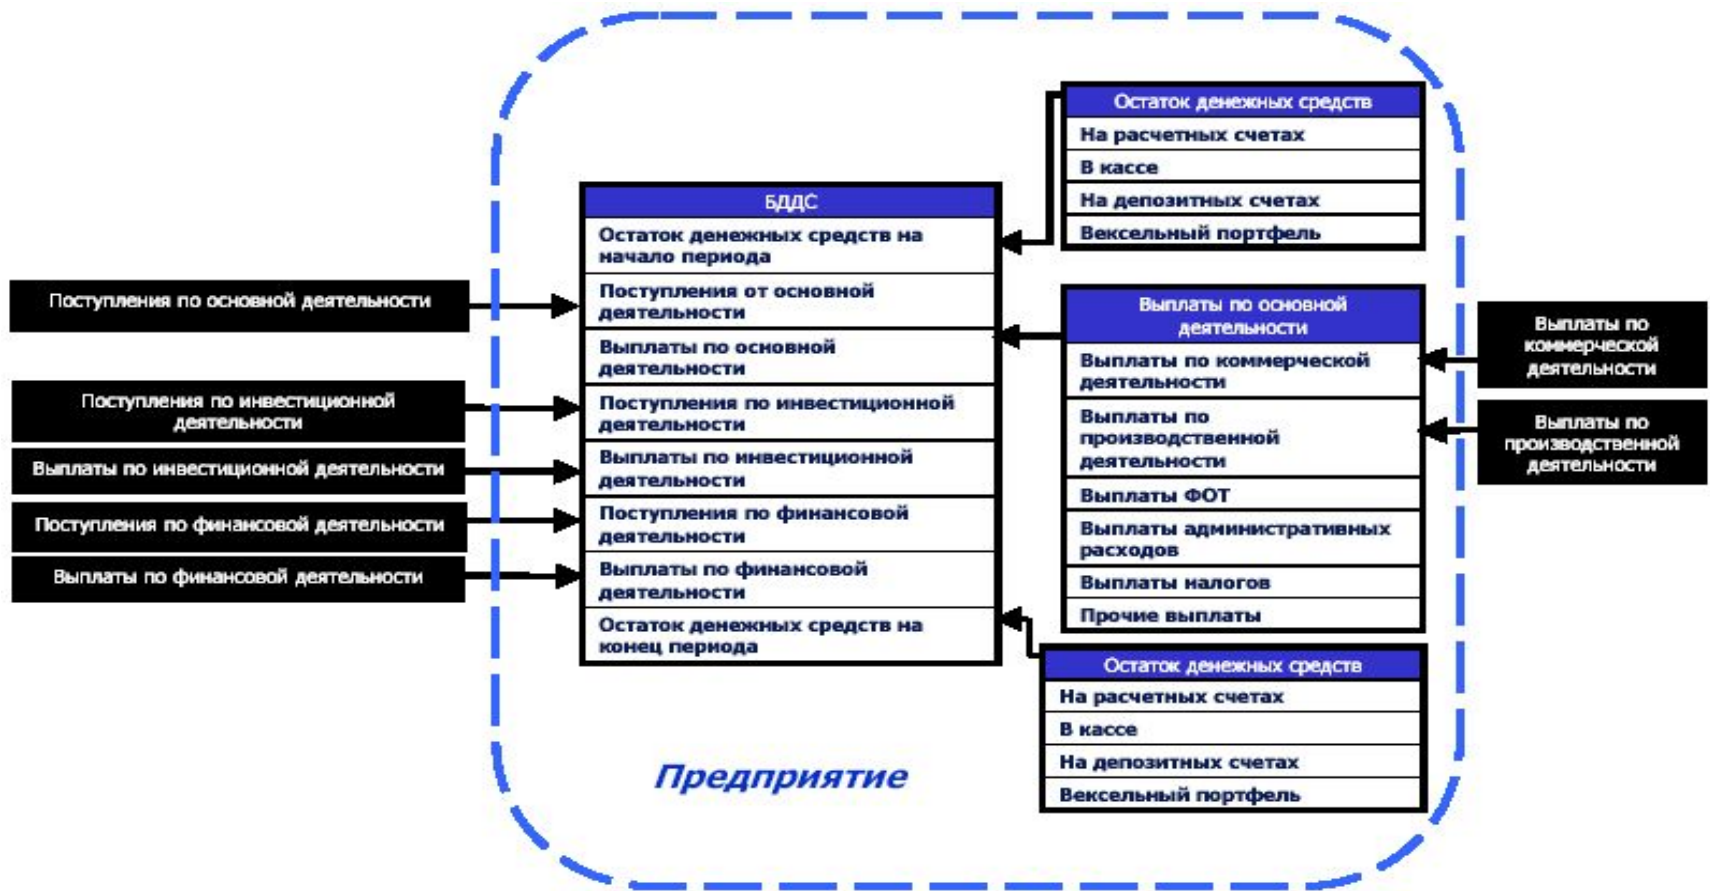 Поступления по основной деятельности
Поступления по инвестиционной
деятельности
Выплаты по инвестиционной деятельности
Поступления по финансовой деятельности
Выплаты по финансовой деятельности
БДДС
Остаток денежных средств на
начало периода
Поступления от основной
деятельности
Выплаты по основной
деятельности
Поступления по инвестиционной
деятельности
Выплаты по инвестиционной
деятельности
Поступления по финансовой
деятельности
Выплаты по финансовой
деятельности
Остаток денежных средств на
конец периода
Остаток денежных средств
На расчетных счетах
В кассе
На депозитных счетах
Вексельный портфель
Выплаты по основной
деятельности
Выплаты по коммерческой
деятельности
Выплаты по
производственной
деятельности
Выплаты ФОТ
Выплаты административных
расходов
Выплаты налогов
Прочие выплаты
Остаток денежных средств
На расчетных счетах
В кассе
На депозитных счетах
Вексельный портфель
Выплаты по
коммерческой
деятельности
Выплаты по
производственной
деятельности
Предприятие